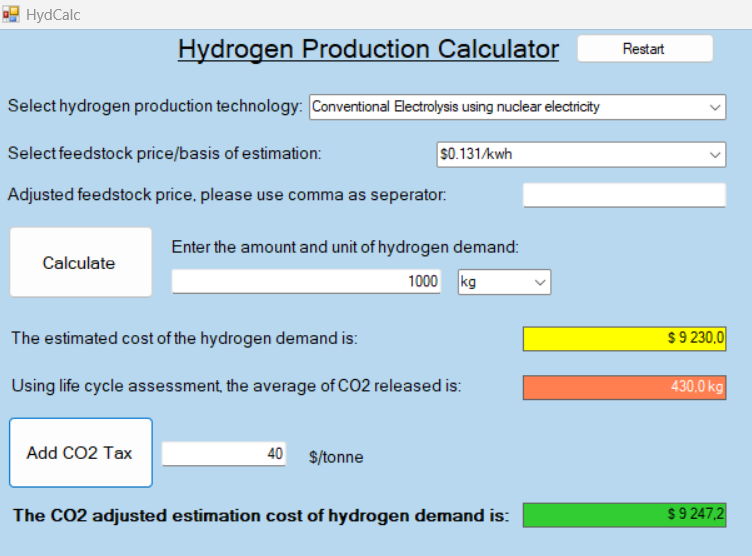 HydCalc
Hydrogen Production Calculator Restart
Select hydrogen production technology: Conventional Electrolysis using nuclear electricity
Select feedstock price/basis of estimation: $0.131/kwh
Adjusted feedstock price, please use comma as seperator:
Calculate Enter the amount and unit of hydrogen demand:
1000 kg
The estimated cost of the hydrogen demand is: $ 9 230,0
Using life cycle assessment, the average of CO2 released is: 430,0 kg
Add CO2 Tax 40 $/tonne
The CO2 adjusted estimation cost of hydrogen demand is: $ 9 247,2